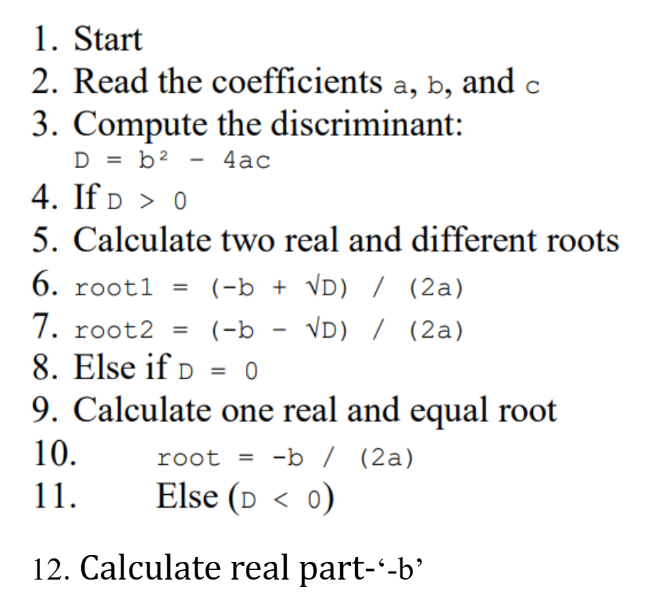 1. Start
2. Read the coefficients a, b, and c
3. Compute the discriminant:
D = b² - 4ac
4. If D > 0
5. Calculate two real and different roots
6. root1 = (-b + √D) / (2a)
7. root2 = (-b - √D) / (2a)
8. Else if D = 0
9. Calculate one real and equal root
10. root = -b / (2a)
11. Else (D < 0)
12. Calculate real part-‘-b’